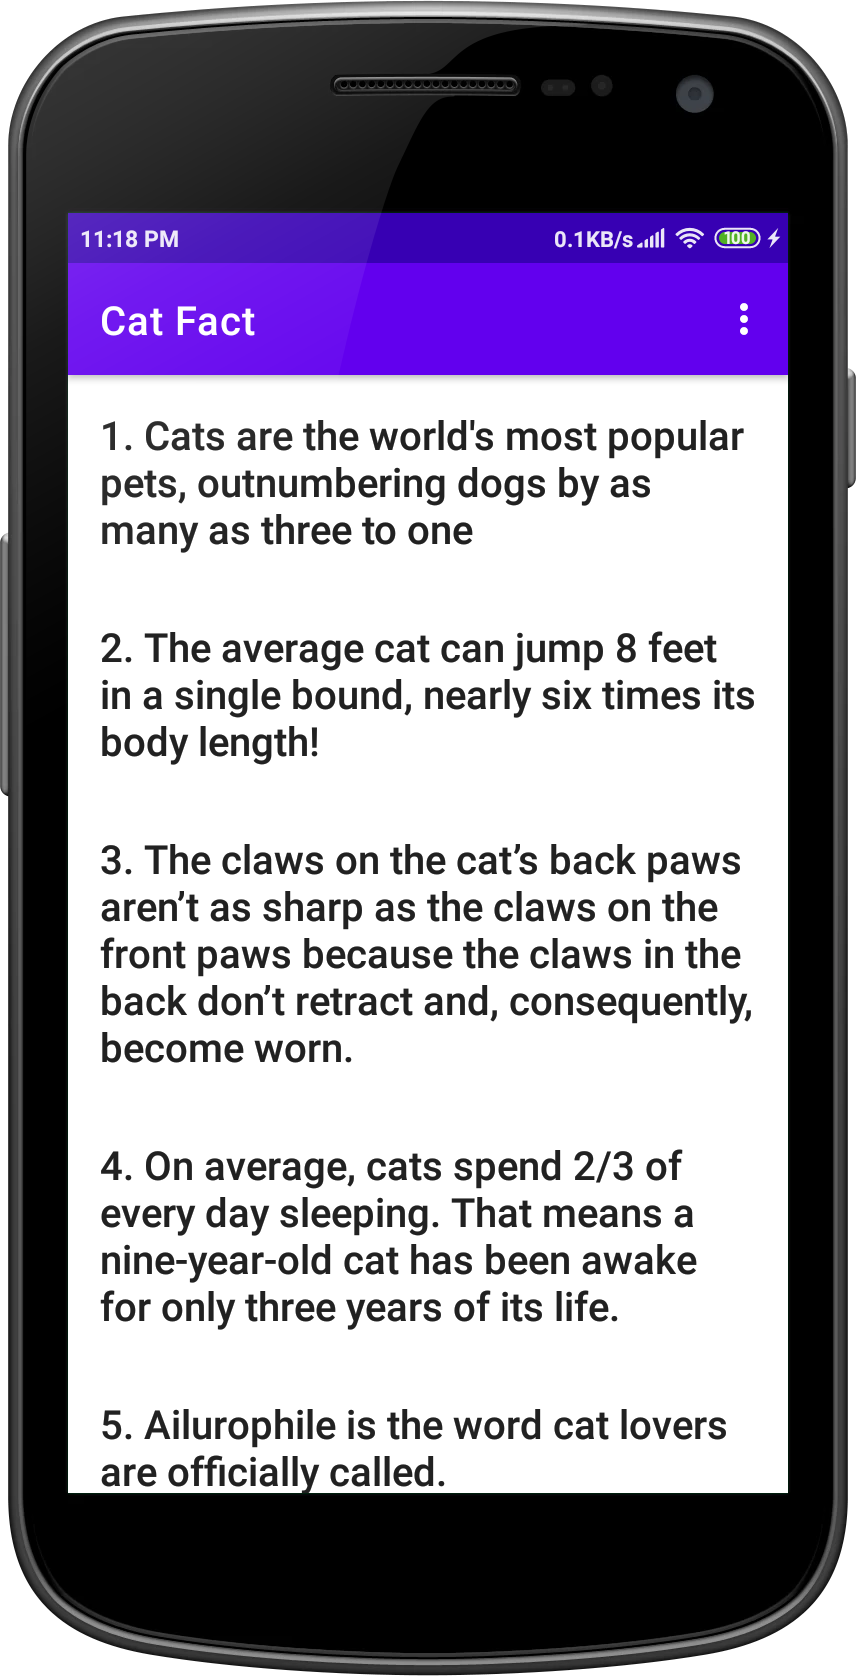 11:18 PM 0.1KB/s 100
Cat Fact
1. Cats are the world's most popular
pets, outnumbering dogs by as
many as three to one
2. The average cat can jump 8 feet
in a single bound, nearly six times its
body length!
3. The claws on the cat’s back paws
aren’t as sharp as the claws on the
front paws because the claws in the
back don’t retract and, consequently,
become worn.
4. On average, cats spend 2/3 of
every day sleeping. That means a
nine-year-old cat has been awake
for only three years of its life.
5. Ailurophile is the word cat lovers
are officially called.